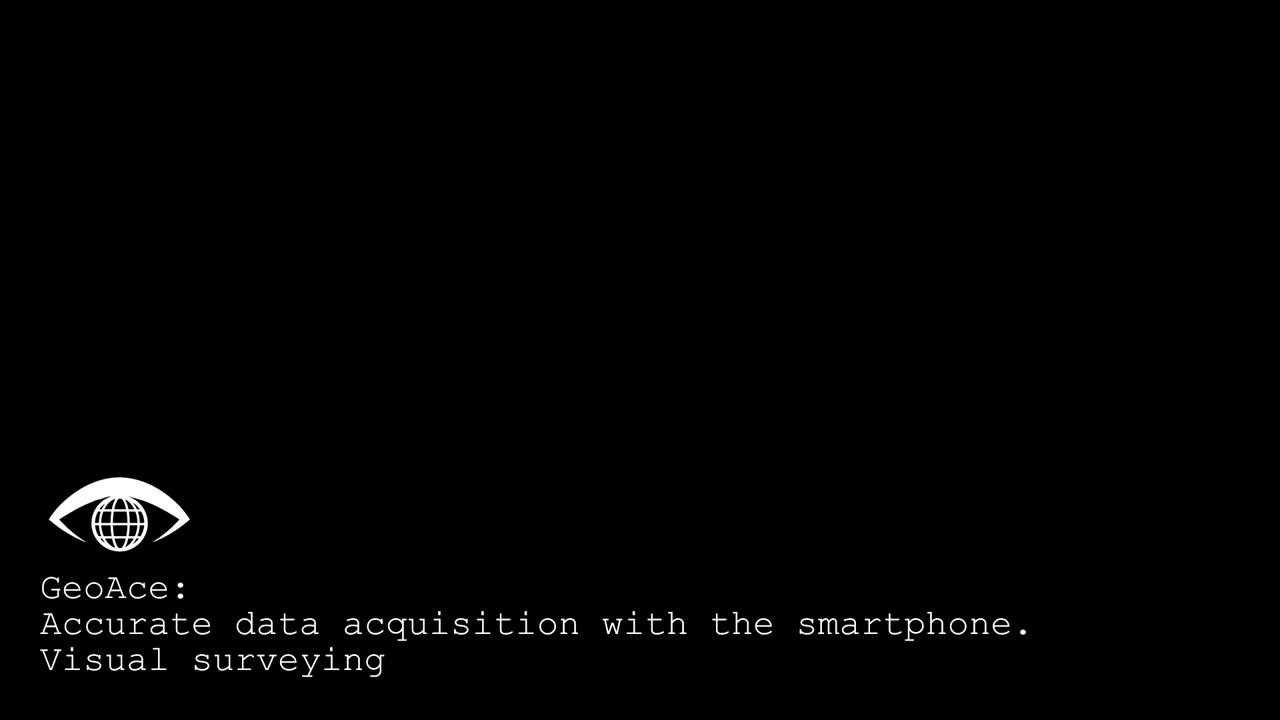 GeoAce:
Accurate data acquisition with the smartphone.
Visual surveying